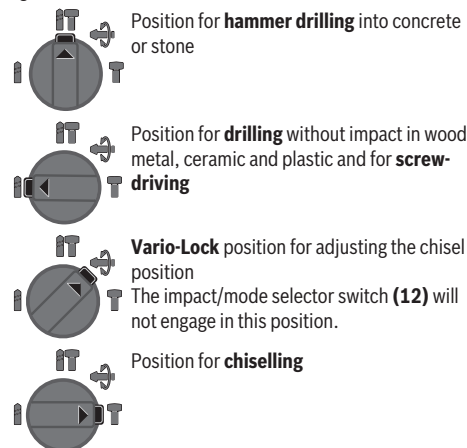 Position for hammer drilling into concrete
or stone
Position for drilling without impact in wood
metal, ceramic and plastic and for screw-
driving
Vario-Lock position for adjusting the chisel
position
The impact/mode selector switch (12) will
not engage in this position.
Position for chiselling